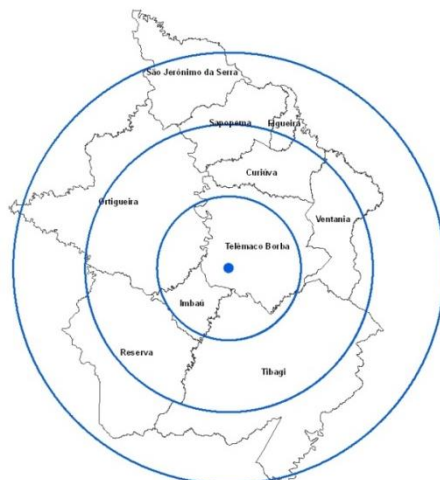 São Jerônimo da Serra
Sapopema
Figueira
Curiúva
Ortigueira
Ventania
Telêmaco Borba
Imbaú
Reserva
Tibagi